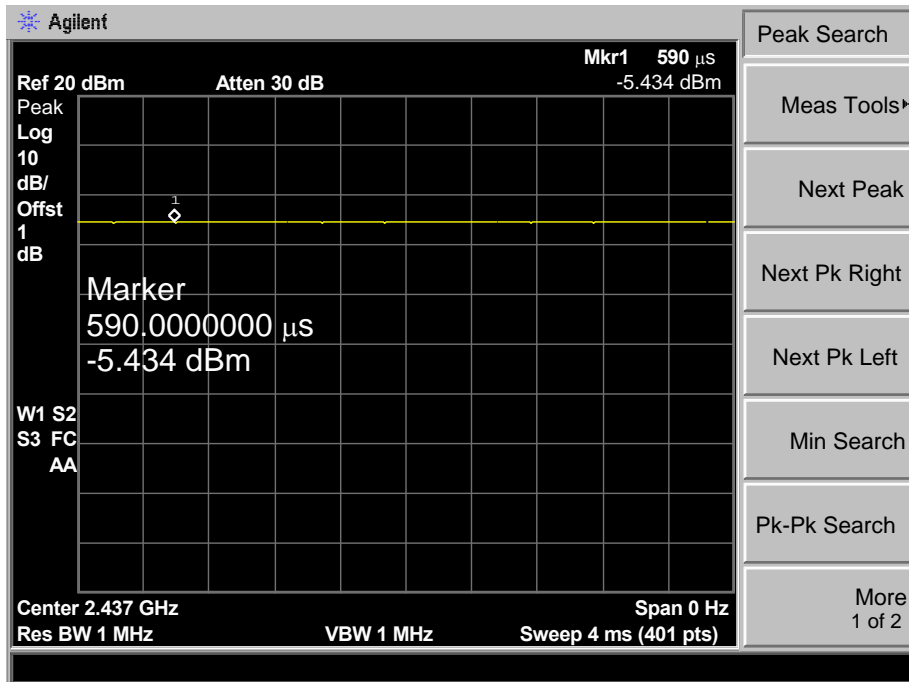 Agilent
Mkr1 590 μs
Ref 20 dBm Atten 30 dB -5.434 dBm
Peak
Log
10
dB/
Offst
1
dB
1
Marker
590.0000000 μs
-5.434 dBm
W1 S2
S3 FC
AA
Center 2.437 GHz Span 0 Hz
Res BW 1 MHz VBW 1 MHz Sweep 4 ms (401 pts)
Peak Search
Meas Tools
Next Peak
Next Pk Right
Next Pk Left
Min Search
Pk-Pk Search
More
1 of 2